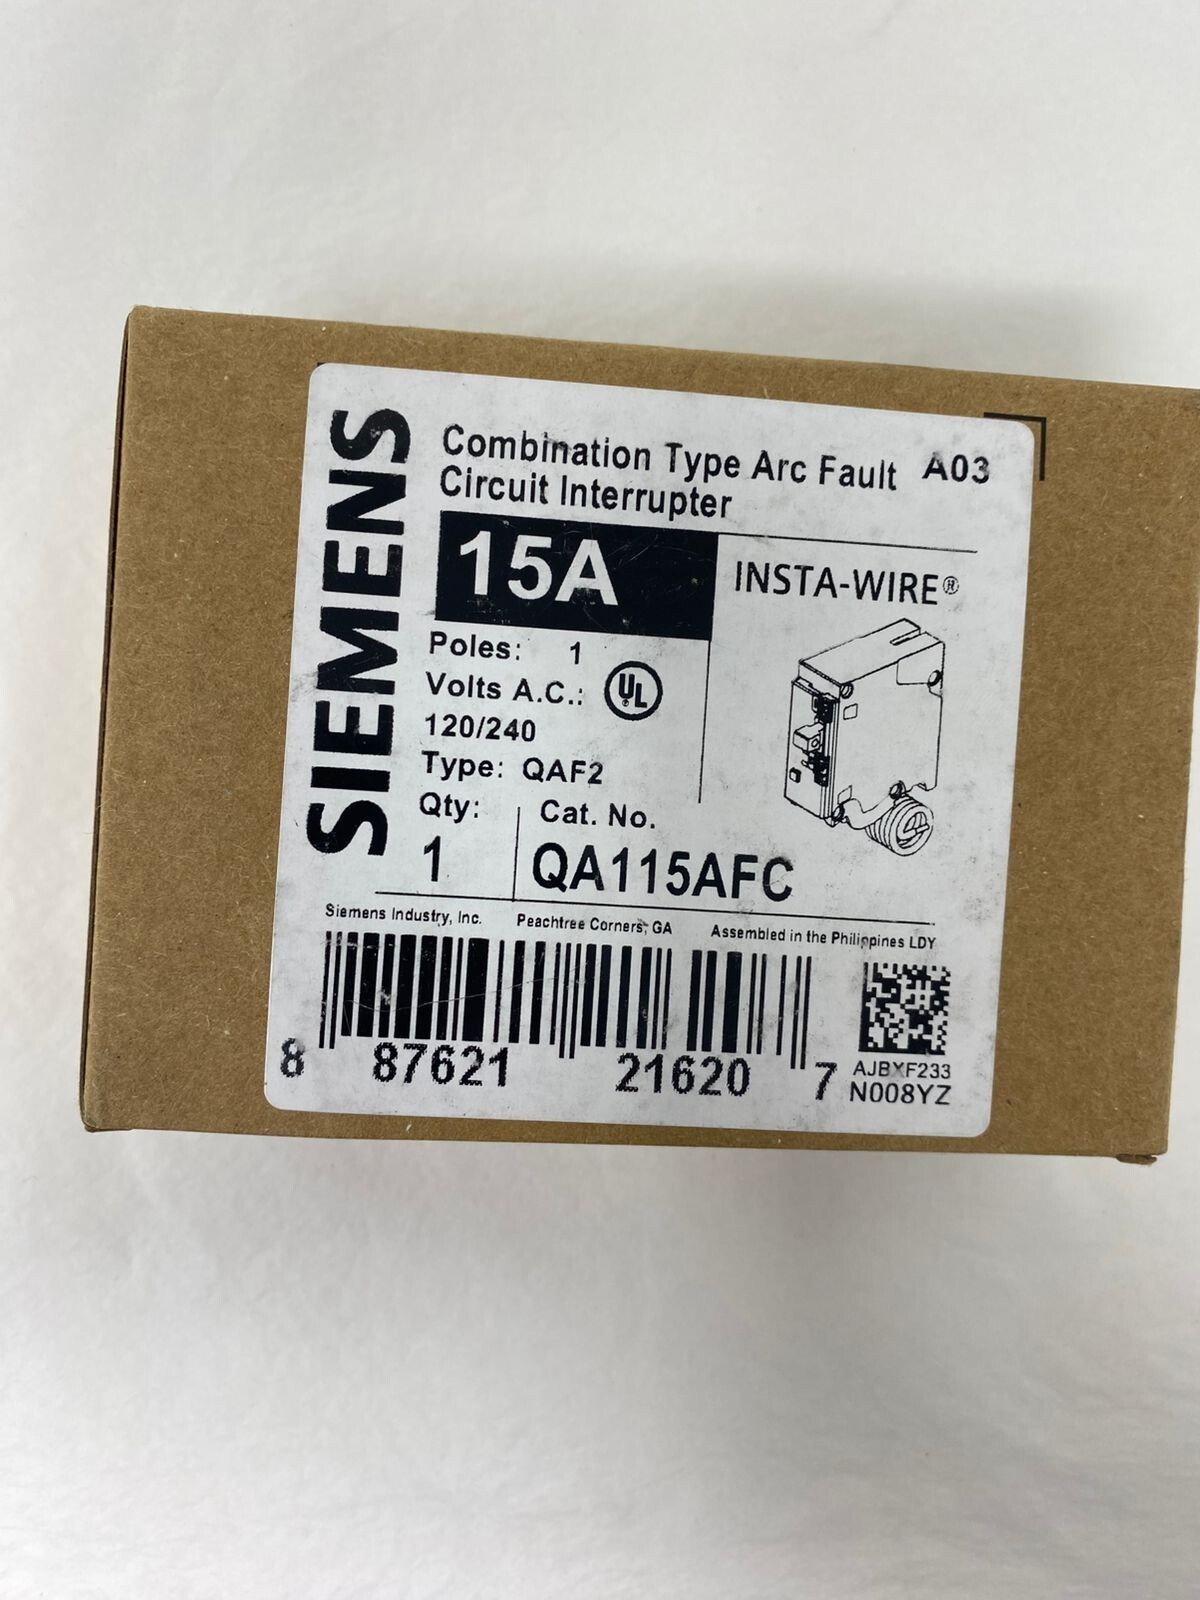 SIEMENS
Combination Type Arc Fault A03
Circuit Interrupter
15A
INSTA-WIRE®
Poles: 1
Volts A.C.:
UL
120/240
Type: QAF2
Qty:
1
Cat. No.
QA115AFC
Siemens Industry, Inc. Peachtree Corners, GA Assembled in the Philippines LDY
8 87621 21620 7
AJBXF233
N008YZ